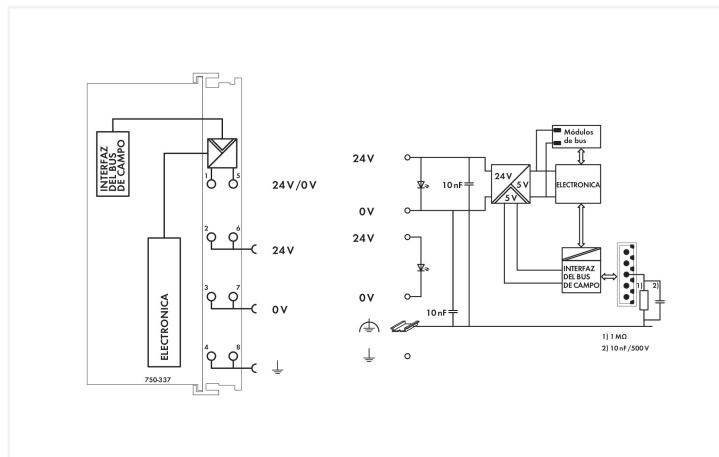 INTERFAZ
DEL BUS
DE CAMPO
ELECTRONICA
750-337
1 5
24 V/0 V
2 6
24 V
3 7
0 V
4 8
24 V
0 V
24 V
0 V
10 nF
10 nF
24 V
5 V
5 V
Módulos
de bus
ELECTRONICA
INTERFAZ
DEL BUS
DE CAMPO
1)
2)
1) 1 MΩ
2) 10 nF/500 V